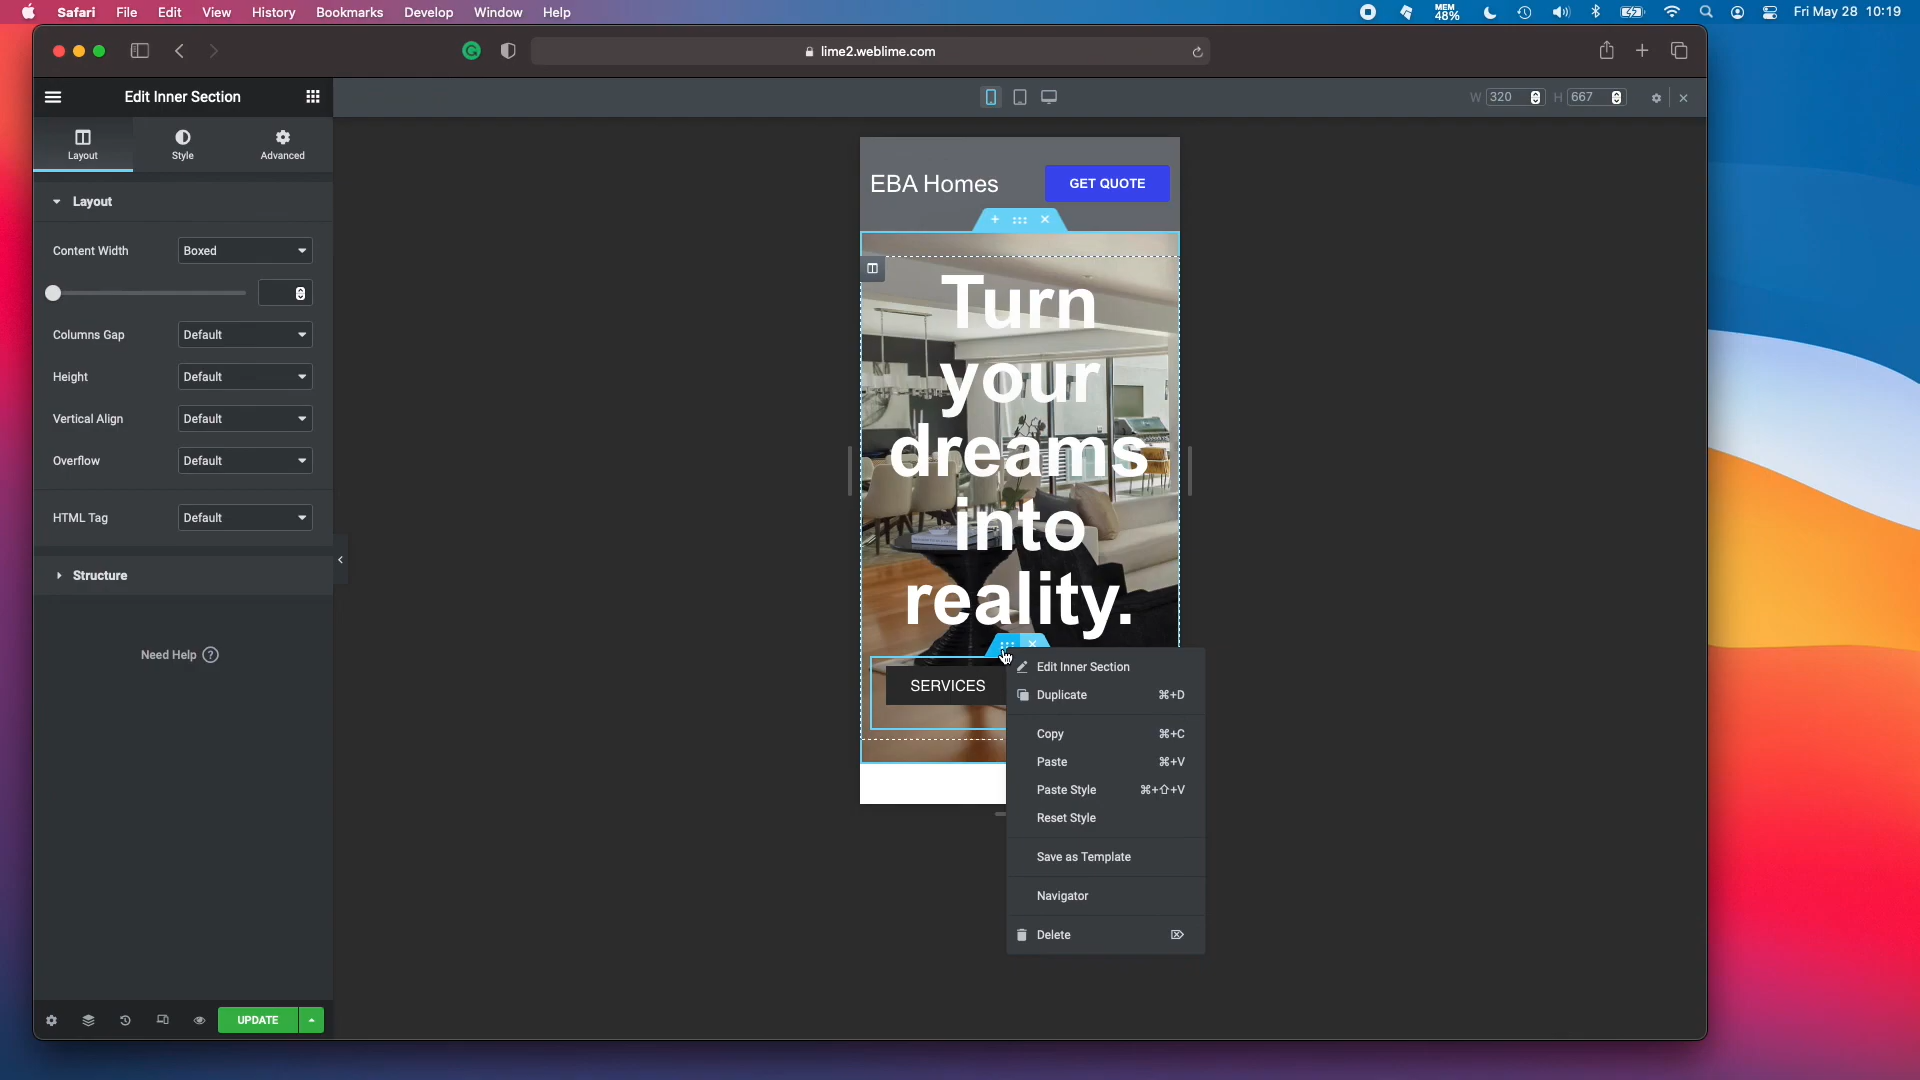 Safari File Edit View History Bookmarks Develop Window Help
MEM
48%
Fri May 28 10:19
lime2.weblime.com
Edit Inner Section
W 320 H 667
Layout Style Advanced
Layout
Content Width Boxed
Columns Gap Default
Height Default
Vertical Align Default
Overflow Default
HTML Tag Default
Structure
Need Help ?
UPDATE
EBA Homes GET QUOTE
Turn
your
dreams
into
reality.
SERVICES
Edit Inner Section
Duplicate ⌘+D
Copy ⌘+C
Paste ⌘+V
Paste Style ⌘+⇧+V
Reset Style
Save as Template
Navigator
Delete ⌦